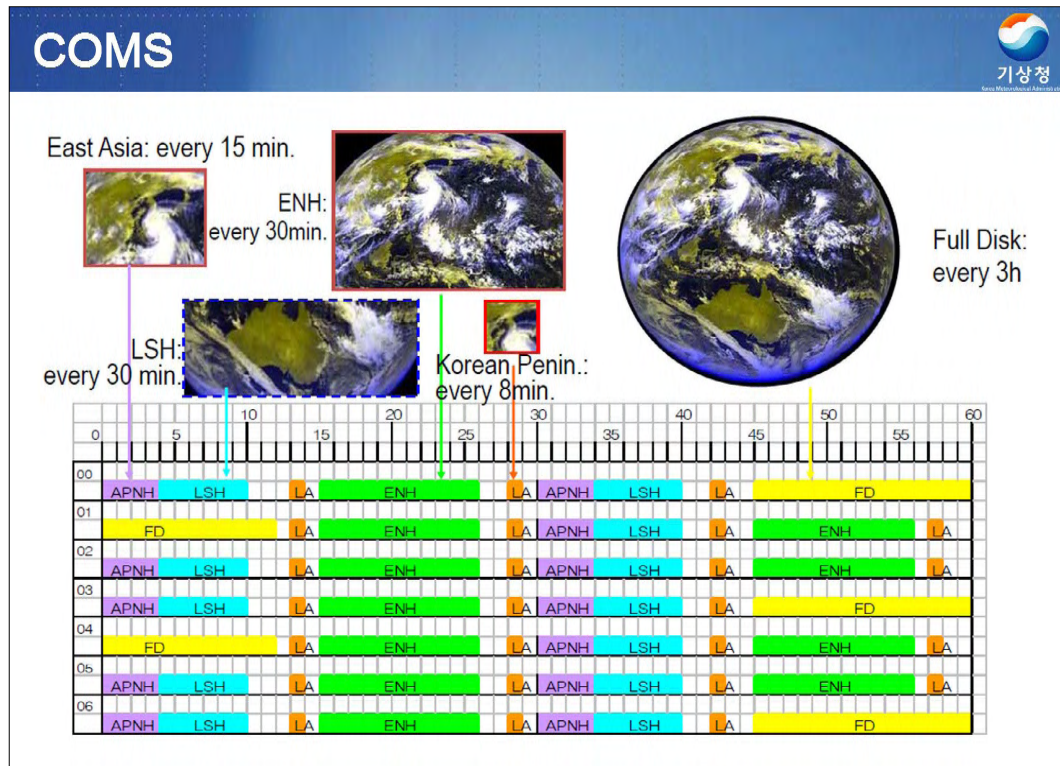 COMS
기상청
Korea Meteorological Administrat
East Asia: every 15 min.
ENH:
every 30min.
Full Disk:
every 3h
LSH:
every 30 min.
Korean Penin.:
every 8min.
10 20 30 40 50 60
0 5 15 25 35 45 55
00
APNH LSH LA ENH LA APNH LSH LA FD
01
FD LA ENH LA APNH LSH LA ENH LA
02
APNH LSH LA ENH LA APNH LSH LA ENH LA
03
APNH LSH LA ENH LA APNH LSH LA FD
04
FD LA ENH LA APNH LSH LA ENH LA
05
APNH LSH LA ENH LA APNH LSH LA ENH LA
06
APNH LSH LA ENH LA APNH LSH LA FD